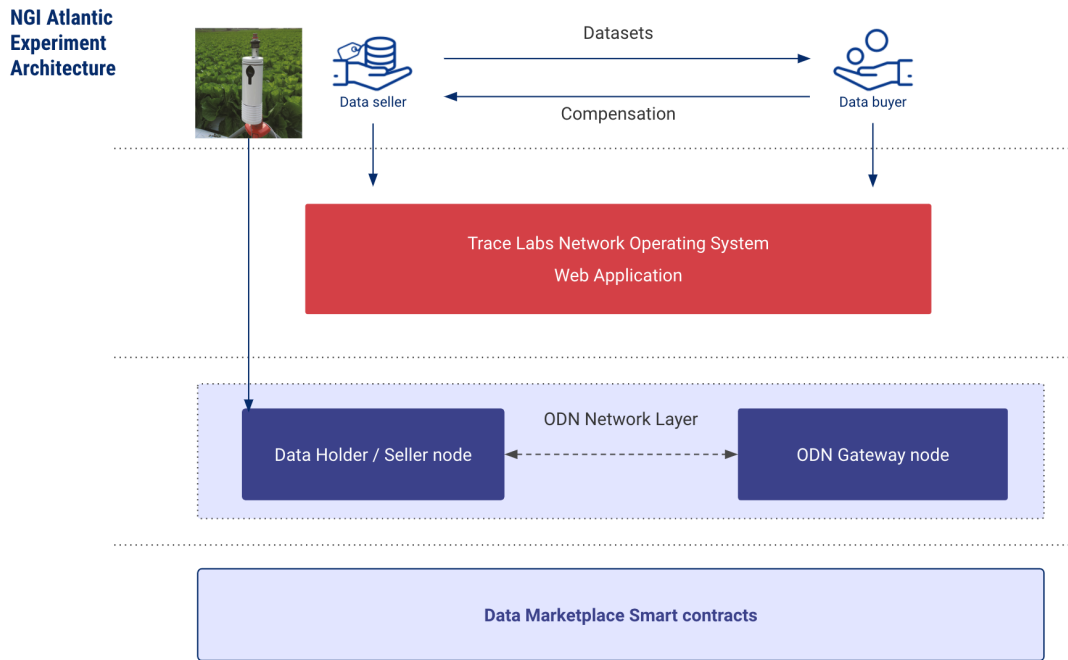 NGI Atlantic
Experiment
Architecture
Datasets
Data seller
Data buyer
Compensation
Trace Labs Network Operating System
Web Application
ODN Network Layer
Data Holder / Seller node
ODN Gateway node
Data Marketplace Smart contracts